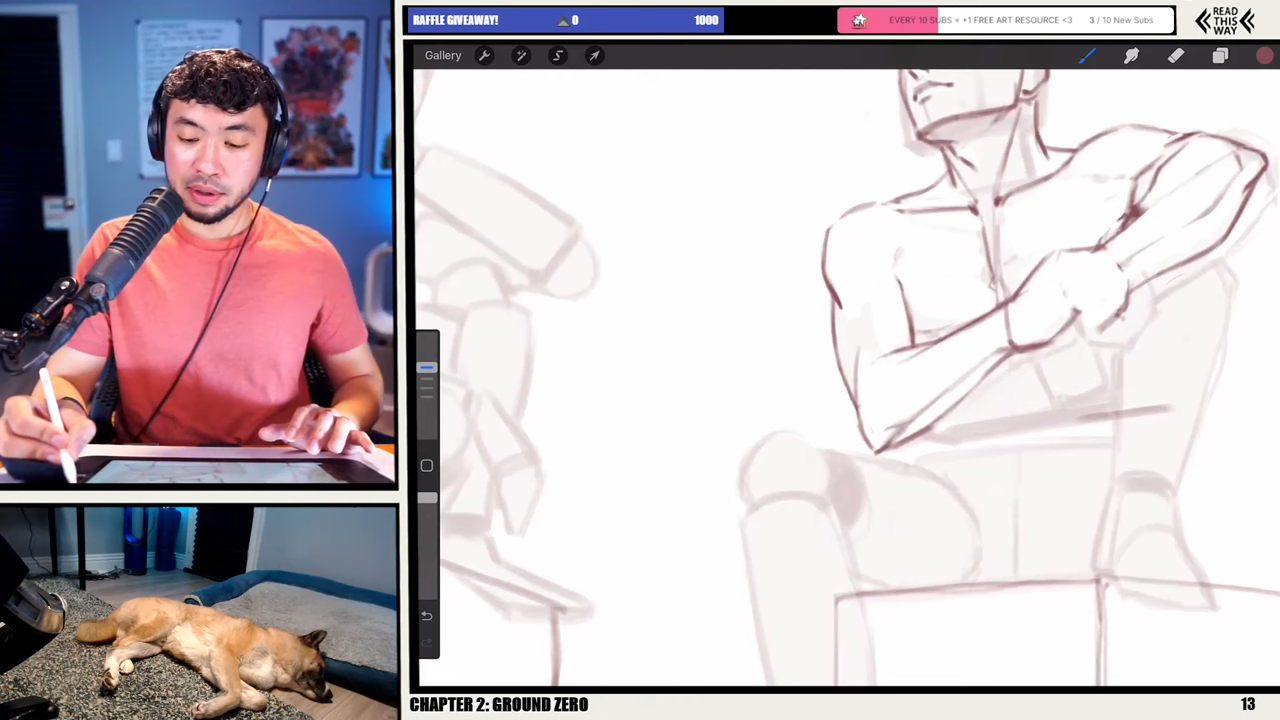 RAFFLE GIVEAWAY! 0 1000
EVERY 10 SUBS = +1 FREE ART RESOURCE <3 3 / 10 New Subs
READ
THIS
WAY
Gallery
CHAPTER 2: GROUND ZERO 13